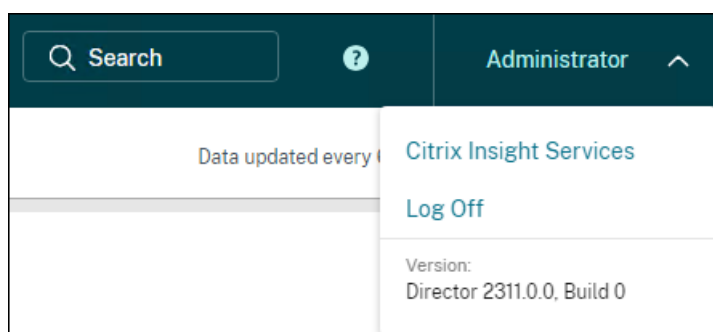 Search
?
Administrator
Data updated every
Citrix Insight Services
Log Off
Version:
Director 2311.0.0, Build 0